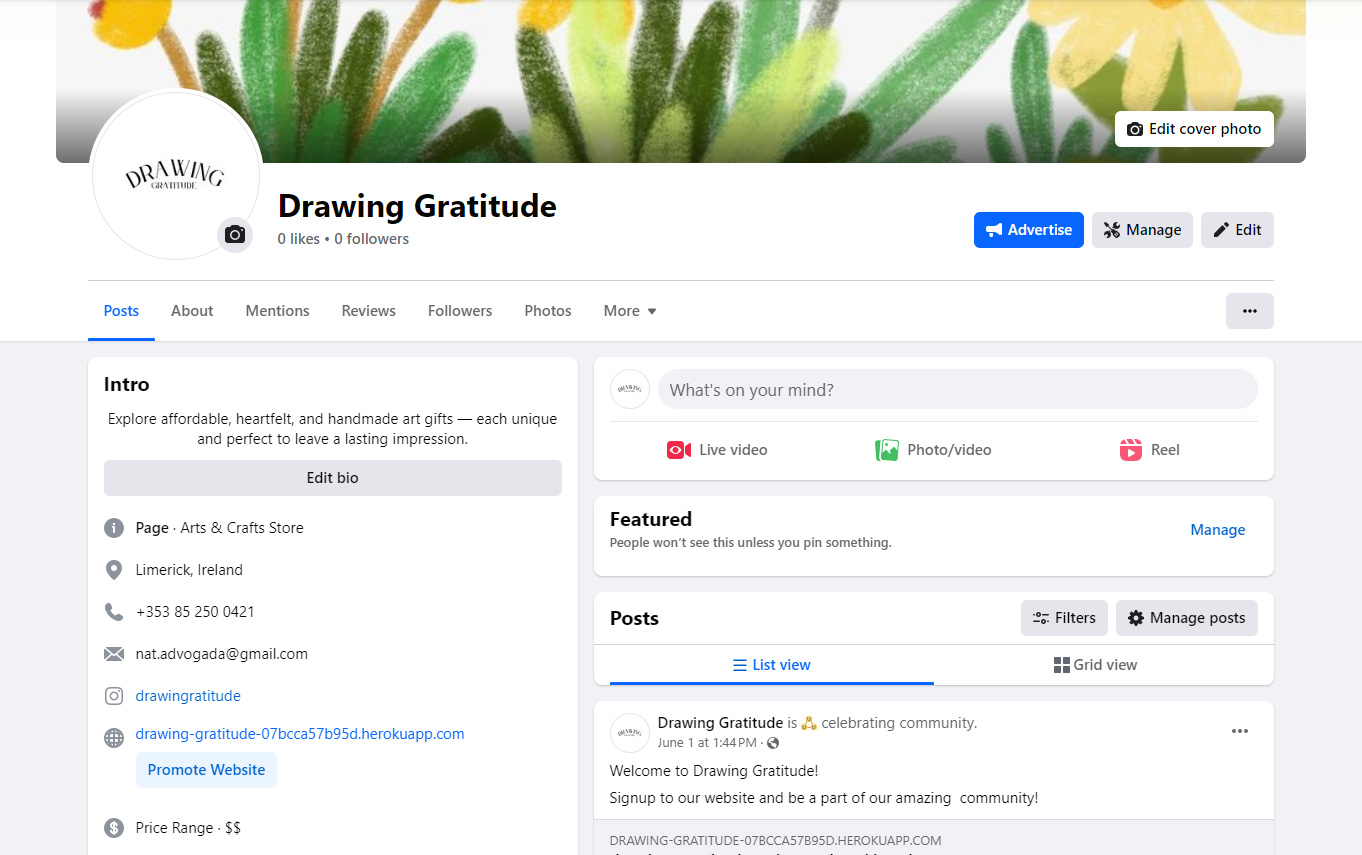 Edit cover photo
DRAWING
GRATITUDE
Drawing Gratitude
0 likes • 0 followers
Advertise
Manage
Edit
Posts
About
Mentions
Reviews
Followers
Photos
More
Intro
Explore affordable, heartfelt, and handmade art gifts — each unique
and perfect to leave a lasting impression.
Edit bio
Page · Arts & Crafts Store
Limerick, Ireland
+353 85 250 0421
nat.advogada@gmail.com
drawingratitude
drawing-gratitude-07bcca57b95d.herokuapp.com
Promote Website
Price Range · $$
What's on your mind?
Live video
Photo/video
Reel
Featured
People won't see this unless you pin something.
Manage
Posts
Filters
Manage posts
List view
Grid view
Drawing Gratitude is celebrating community.
June 1 at 1:44 PM ·
Welcome to Drawing Gratitude!
Signup to our website and be a part of our amazing  community!
DRAWING-GRATITUDE-07BCCA57B95D.HEROKUAPP.COM